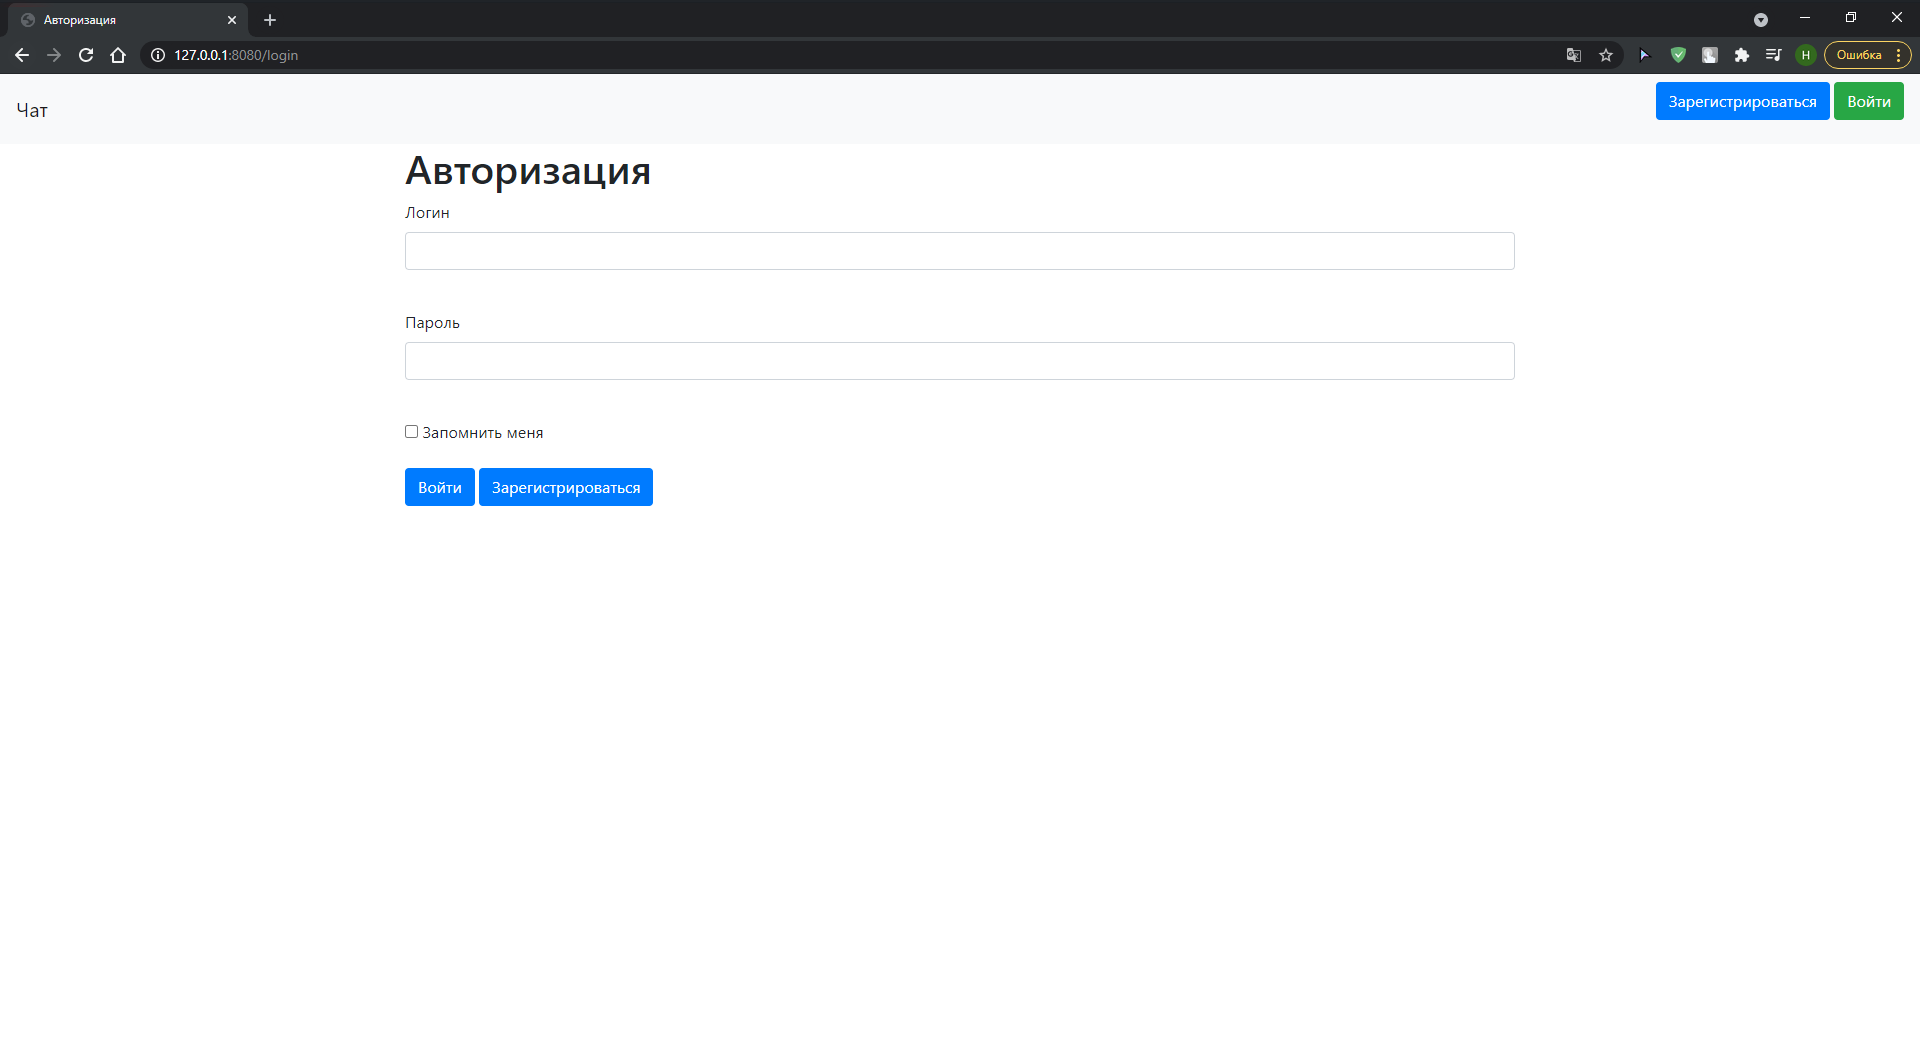 Авторизация
127.0.0.1:8080/login
Н
Ошибка
Чат
Зарегистрироваться
Войти
Авторизация
Логин
Пароль
Запомнить меня
Войти
Зарегистрироваться